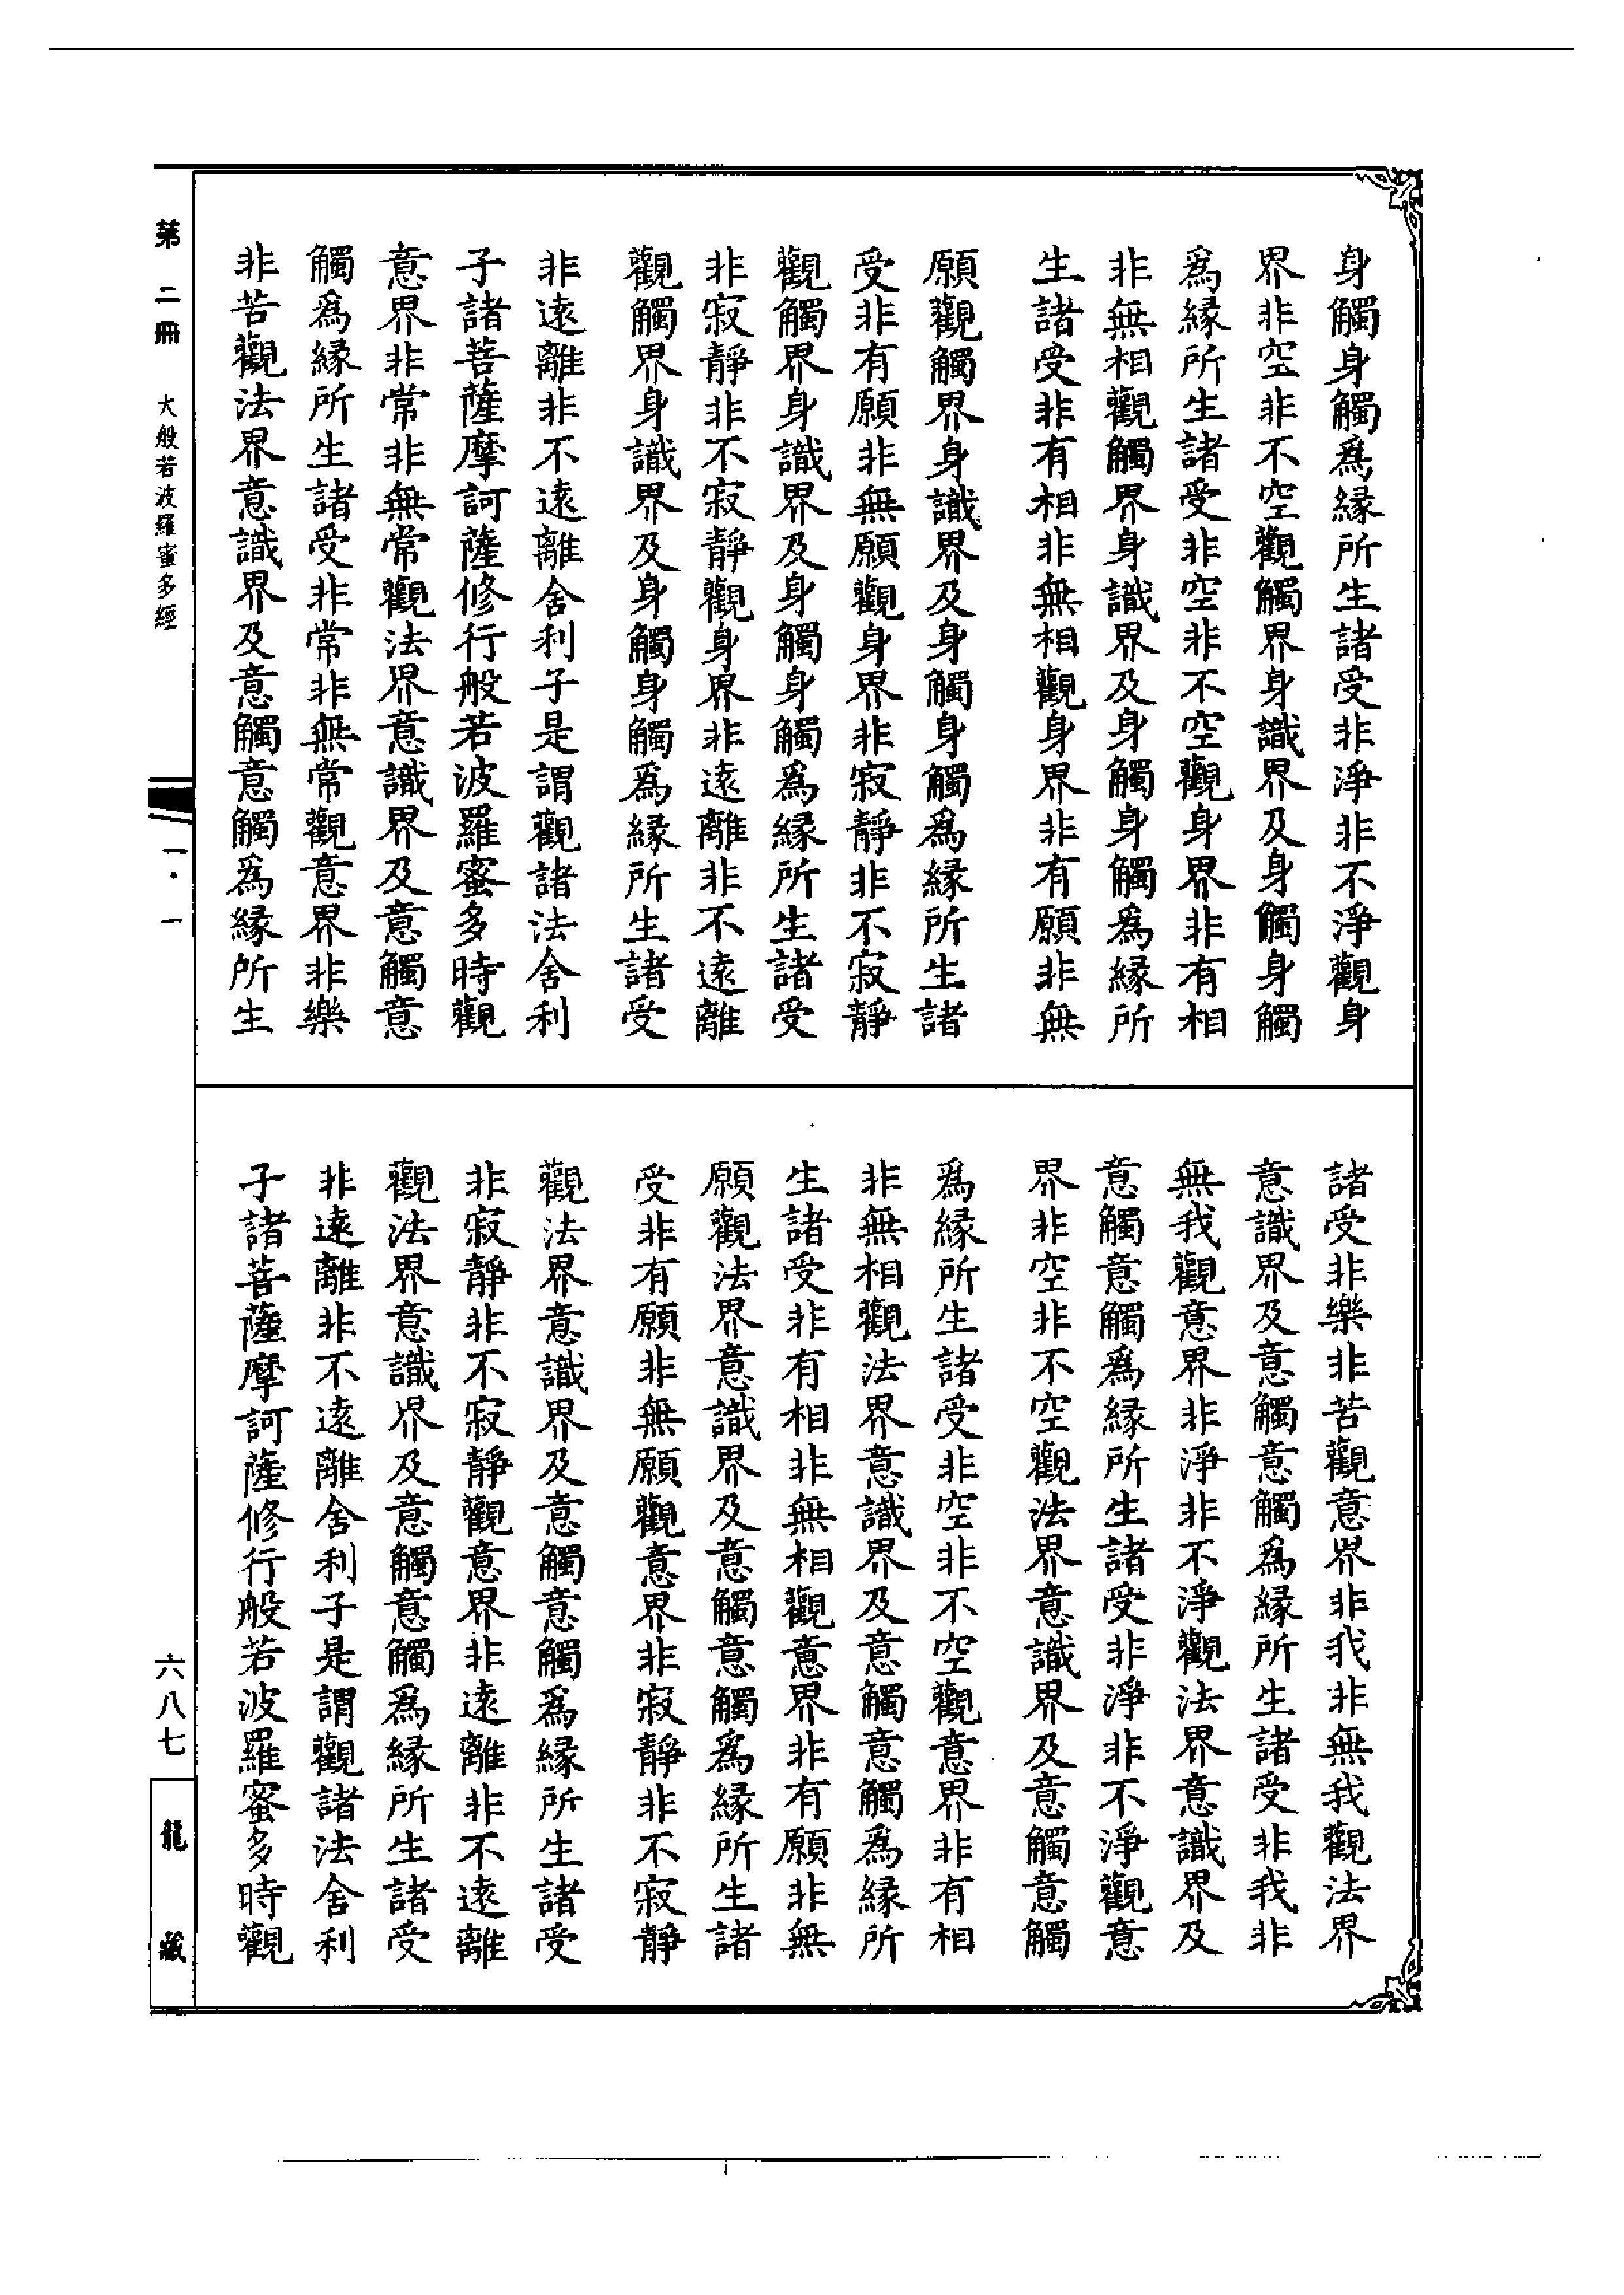 身觸身觸爲緣所生諸受非淨非不淨觀身
界非空非不空觀觸界身識界及身觸身觸
爲緣所生諸受非空非不空觀身界非有相
非無相觀觸界身識界及身觸身觸爲緣所
生諸受非有相非無相觀身界非有願非無
願觀觸界身識界及身觸身觸爲緣所生諸
受非有願非無願觀身界非寂靜非不寂靜
觀觸界身識界及身觸身觸爲緣所生諸受
非寂靜非不寂靜觀身界非遠離非不遠離
觀觸界身識界及身觸身觸爲緣所生諸受
非遠離非不遠離舍利子是謂觀諸法舍利
子諸菩薩摩訶薩修行般若波羅蜜多時觀
意界非常非無常觀法界意識界及意觸意
觸爲緣所生諸受非常非無常觀意界非樂
非苦觀法界意識界及意觸意觸爲緣所生
諸受非樂非苦觀意界非我非無我觀法界
意識界及意觸意觸爲緣所生諸受非我非
無我觀意界非淨非不淨觀法界意識界及
意觸意觸爲緣所生諸受非淨非不淨觀意
界非空非不空觀法界意識界及意觸意觸
爲緣所生諸受非空非不空觀意界非有相
非無相觀法界意識界及意觸意觸爲緣所
生諸受非有相非無相觀意界非有願非無
願觀法界意識界及意觸意觸爲緣所生諸
受非有願非無願觀意界非寂靜非不寂靜
觀法界意識界及意觸意觸爲緣所生諸受
非寂靜非不寂靜觀意界非遠離非不遠離
觀法界意識界及意觸意觸爲緣所生諸受
非遠離非不遠離舍利子是謂觀諸法舍利
子諸菩薩摩訶薩修行般若波羅蜜多時觀
第二冊 大般若波羅蜜多經 一·一 六八七 龍藏